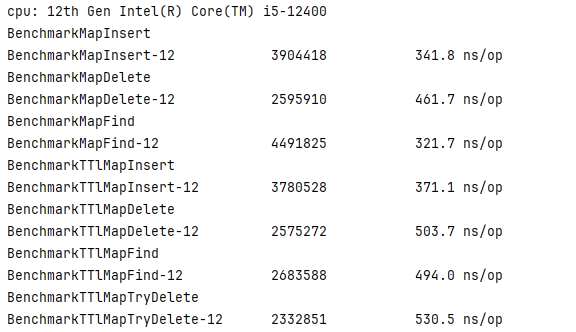 cpu: 12th Gen Intel(R) Core(TM) i5-12400
BenchmarkMapInsert
BenchmarkMapInsert-12 3904418 341.8 ns/op
BenchmarkMapDelete
BenchmarkMapDelete-12 2595910 461.7 ns/op
BenchmarkMapFind
BenchmarkMapFind-12 4491825 321.7 ns/op
BenchmarkTTlMapInsert
BenchmarkTTlMapInsert-12 3780528 371.1 ns/op
BenchmarkTTlMapDelete
BenchmarkTTlMapDelete-12 2575272 503.7 ns/op
BenchmarkTTlMapFind
BenchmarkTTlMapFind-12 2683588 494.0 ns/op
BenchmarkTTlMapTryDelete
BenchmarkTTlMapTryDelete-12 2332851 530.5 ns/op